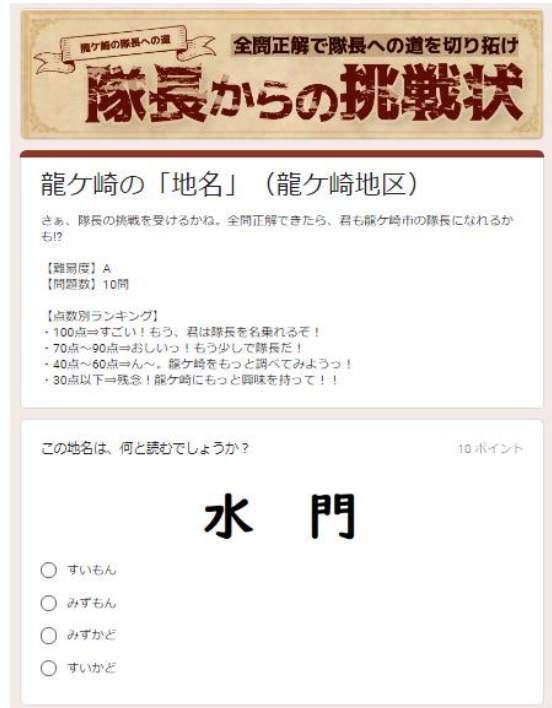 龍ケ崎の隊長への道
全問正解で隊長への道を切り拓け
隊長からの挑戦状
龍ケ崎の「地名」（龍ケ崎地区）
さぁ、隊長の挑戦を受けるかね。全問正解できたら、君も龍ケ崎市の隊長になれるか
も!?
【難易度】A
【問題数】10問
【点数別ランキング】
・100点⇒すごい！もう、君は隊長を名乗れるぞ！
・70点～90点⇒おしいっ！もう少しで隊長だ！
・40点～60点⇒ん～。龍ケ崎をもっと調べてみようっ！
・30点以下⇒残念！龍ケ崎にもっと興味を持って！！
この地名は、何と読むでしょうか？
10 ポイント
水　門
すいもん
みずもん
みずかど
すいかど